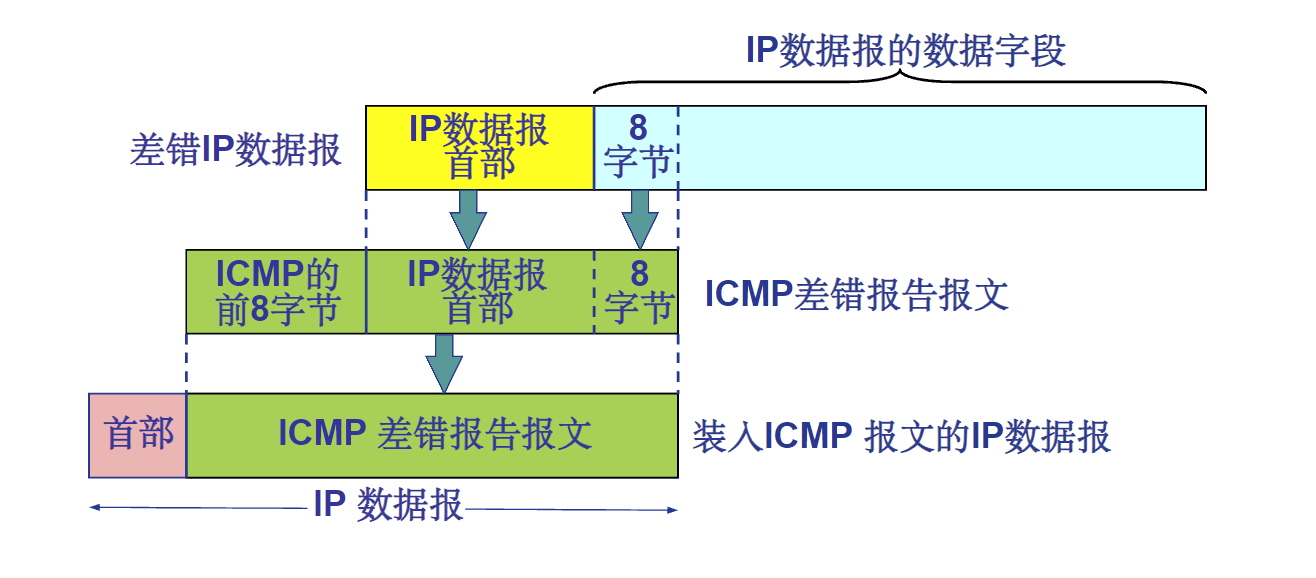 IP数据报的数据字段
差错IP数据报
IP数据报
首部
8
字节
ICMP的
前8字节
IP数据报
首部
8
字节
ICMP差错报告报文
首部
ICMP 差错报告报文
装入ICMP 报文的IP数据报
IP 数据报